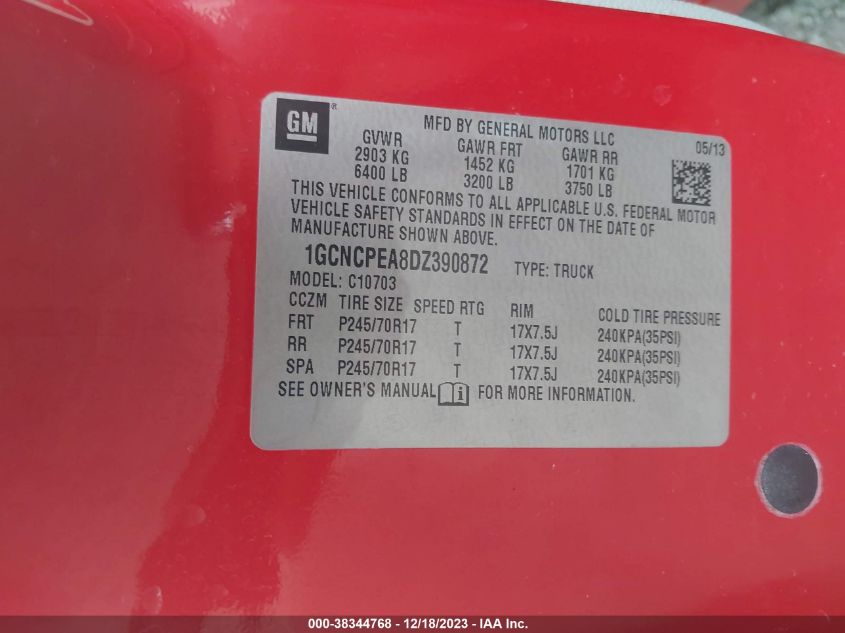 GM®
MFD BY GENERAL MOTORS LLC 05/13
GVWR GAWR FRT GAWR RR
2903 KG 1452 KG 1701 KG
6400 LB 3200 LB 3750 LB
THIS VEHICLE CONFORMS TO ALL APPLICABLE U.S. FEDERAL MOTOR
VEHICLE SAFETY STANDARDS IN EFFECT ON THE DATE OF
MANUFACTURE SHOWN ABOVE.
1GCNCPEA8DZ390872 TYPE: TRUCK
MODEL: C10703
CCZM TIRE SIZE SPEED RTG RIM COLD TIRE PRESSURE
FRT P245/70R17 T 17X7.5J 240KPA(35PSI)
RR P245/70R17 T 17X7.5J 240KPA(35PSI)
SPA P245/70R17 T 17X7.5J 240KPA(35PSI)
SEE OWNER'S MANUAL FOR MORE INFORMATION.
000-38344768 - 12/18/2023 - IAA Inc.